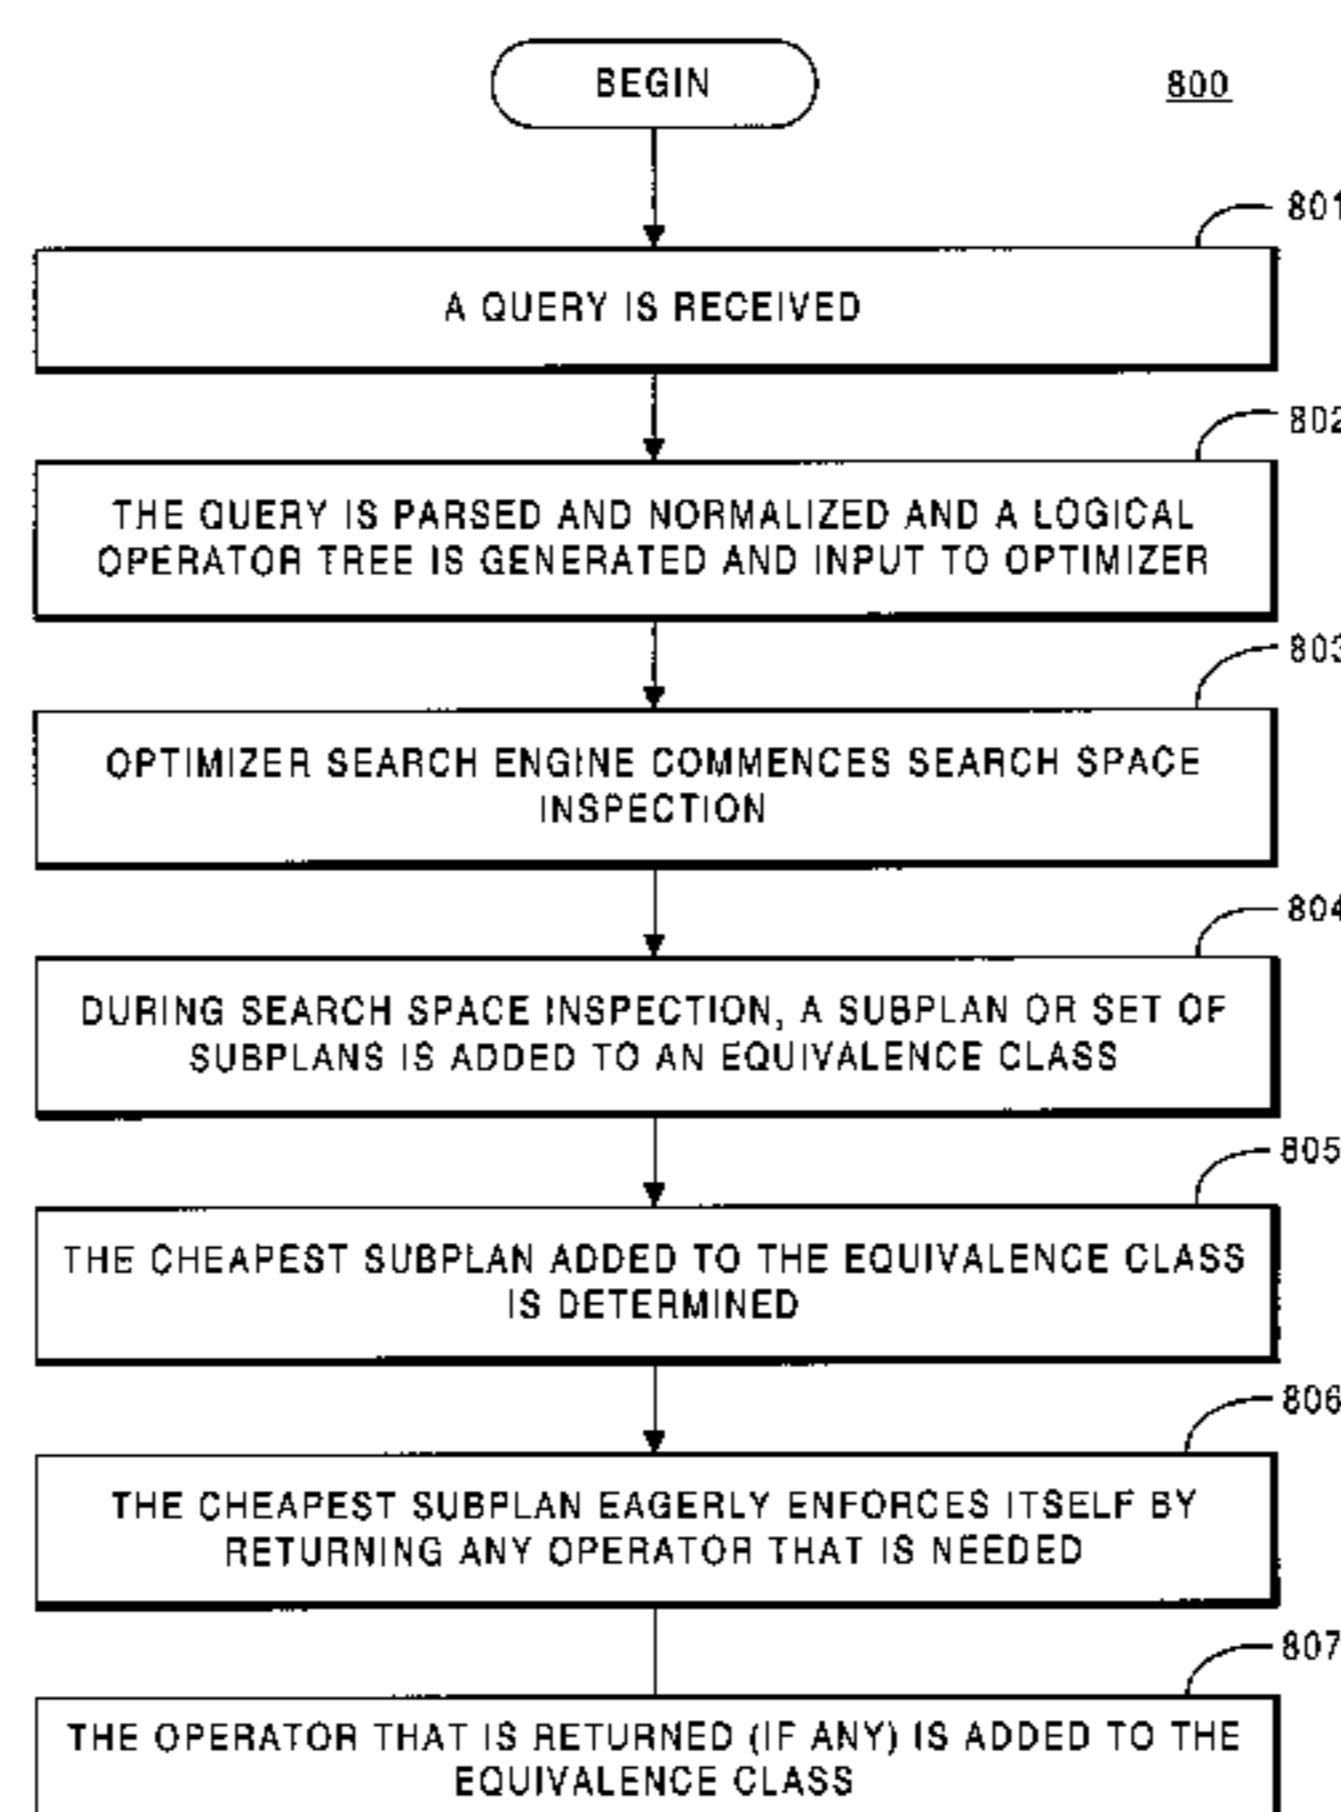 BEGIN
800
801
A QUERY IS RECEIVED
802
THE QUERY IS PARSED AND NORMALIZED AND A LOGICAL
OPERATOR TREE IS GENERATED AND INPUT TO OPTIMIZER
803
OPTIMIZER SEARCH ENGINE COMMENCES SEARCH SPACE
INSPECTION
804
DURING SEARCH SPACE INSPECTION, A SUBPLAN OR SET OF
SUBPLANS IS ADDED TO AN EQUIVALENCE CLASS
805
THE CHEAPEST SUBPLAN ADDED TO THE EQUIVALENCE CLASS
IS DETERMINED
806
THE CHEAPEST SUBPLAN EAGERLY ENFORCES ITSELF BY
RETURNING ANY OPERATOR THAT IS NEEDED
807
THE OPERATOR THAT IS RETURNED (IF ANY) IS ADDED TO THE
EQUIVALENCE CLASS